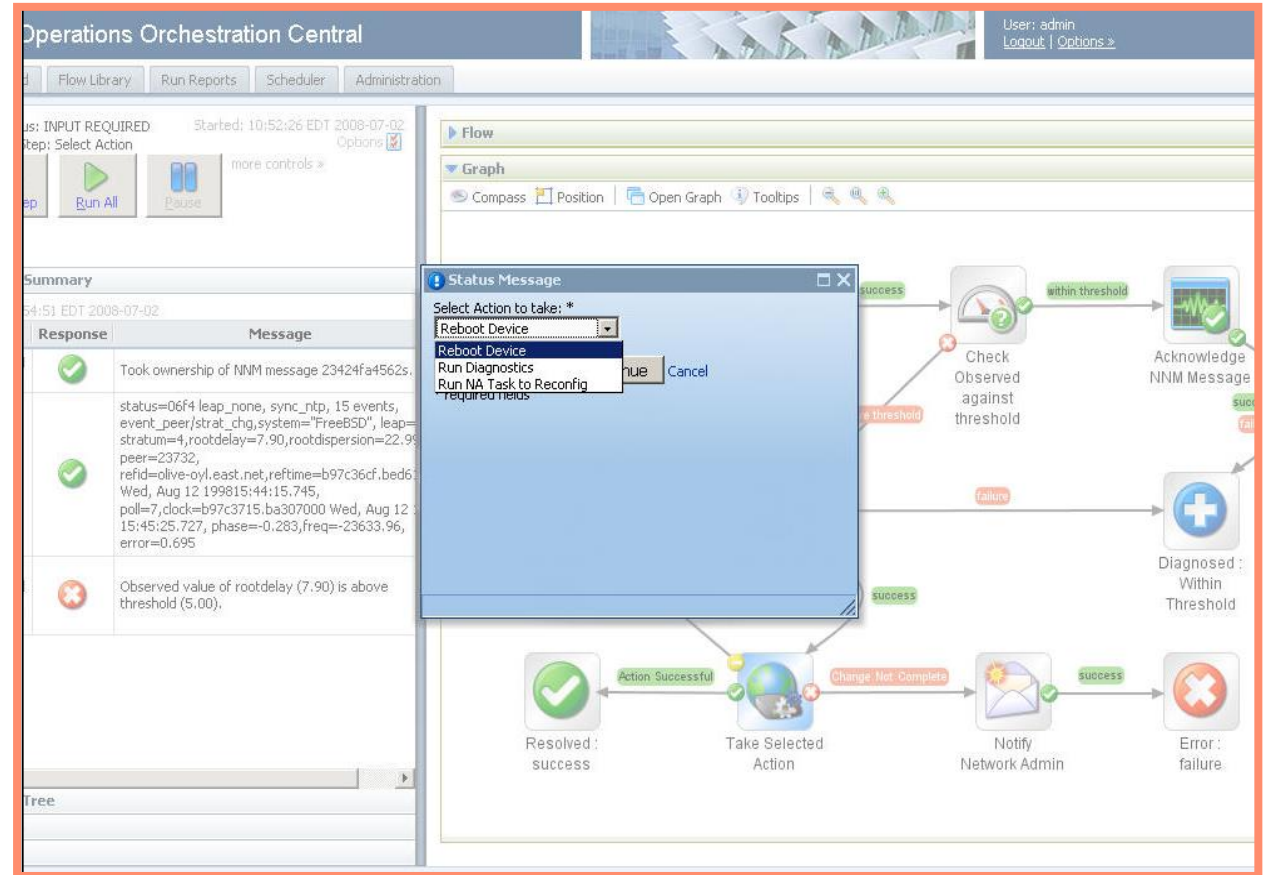 Operations Orchestration Central
User: admin
Logout | Options »
Flow Library
Run Reports
Scheduler
Administration
us: INPUT REQUIRED
Started: 10:52:26 EDT 2008-07-02
Step: Select Action
Options
ep
Run All
Pause
more controls »
Summary
54:51 EDT 2008-07-02
Response
Message
Took ownership of NNM message 23424fa4562s.
status=06f4 leap_none, sync_ntp, 15 events,
event_peer/strat_chg,system="FreeBSD", leap=
stratum=4,rootdelay=7.90,rootdispersion=22.99
peer=23732,
refid=olive-oyl.east.net,reftime=b97c36cf.bed6
Wed, Aug 12 199815:44:15.745,
poll=7,clock=b97c3715.ba307000 Wed, Aug 12
15:45:25.727, phase=-0.283,freq=-23633.96,
error=0.695
Observed value of rootdelay (7.90) is above
threshold (5.00).
Tree
Flow
Graph
Compass
Position
Open Graph
Tooltips
Status Message
Select Action to take: *
Reboot Device
Reboot Device
Run Diagnostics
Run NA Task to Reconfig
nue
Cancel
* required fields
success
within threshold
Check
Observed
against
threshold
Acknowledge
NNM Message
e threshold
succ
fai
failure
Diagnosed :
Within
Threshold
success
Action Successful
Change Not Complete
success
Resolved :
success
Take Selected
Action
Notify
Network Admin
Error :
failure